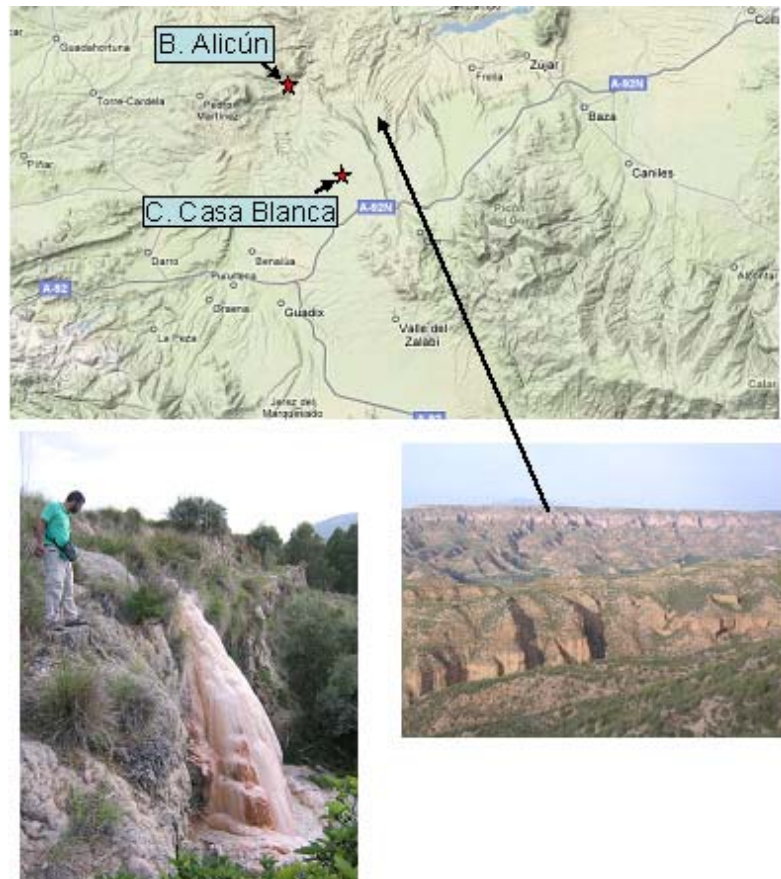 B. Alicún
Guadahortuna
Freila
Zújar
Torre-Cardela
Pedro
Martínez
Baza
Piñar
Caniles
C. Casa Blanca
A-92N
A-92N
Darro
Benalúa
Purullena
A-92
Graena
Guadix
La Peza
Valle del
Zalabí
Jerez del
Marquesado